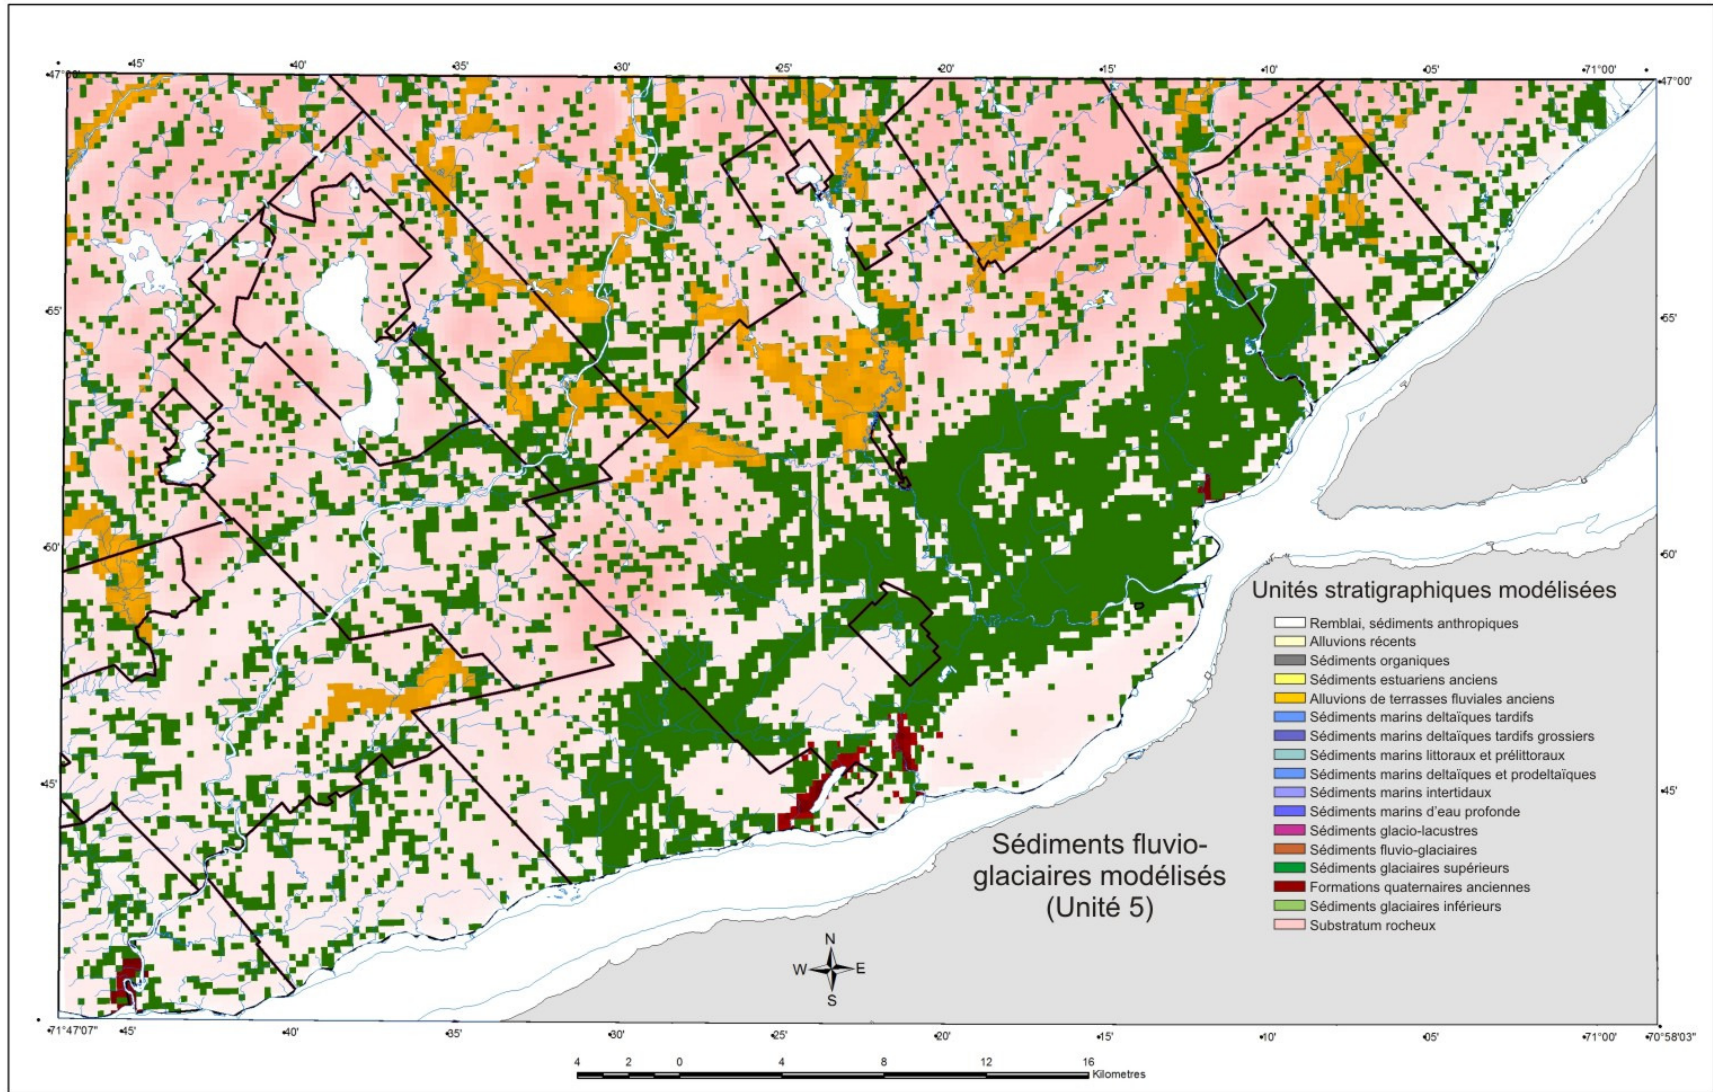 45'
40'
35'
30'
25'
20'
15'
10'
05'
71°00'
47°00'
47°00'
65'
65'
60'
60'
45'
45'
Unités stratigraphiques modélisées
Remblai, sédiments anthropiques
Alluvions récents
Sédiments organiques
Sédiments estuariens anciens
Alluvions de terrasses fluviales anciens
Sédiments marins deltaïques tardifs
Sédiments marins deltaïques tardifs grossiers
Sédiments marins littoraux et prélittoraux
Sédiments marins deltaïques et prodeltaïques
Sédiments marins intertidaux
Sédiments marins d'eau profonde
Sédiments glacio-lacustres
Sédiments fluvio-glaciaires
Sédiments glaciaires supérieurs
Formations quaternaires anciennes
Sédiments glaciaires inférieurs
Substratum rocheux
Sédiments fluvio-
glaciaires modélisés
(Unité 5)
N
W E
S
71°47'07"
45'
40'
35'
30'
25'
20'
15'
10'
05'
71°00'
70°58'03"
4 2 0 4 8 12 16
Kilometres